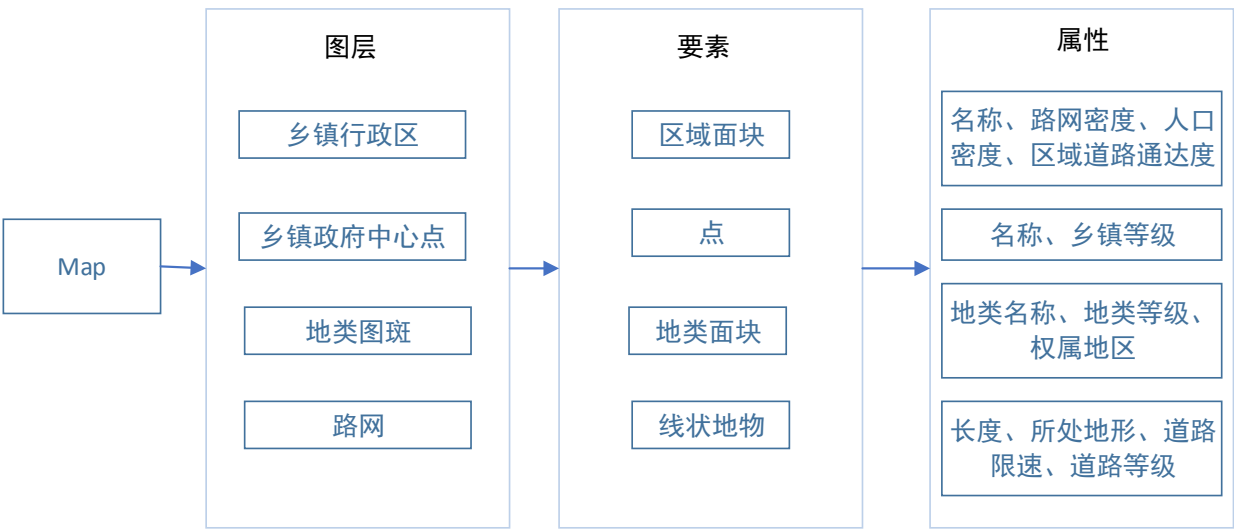 Map
图层
乡镇行政区
乡镇政府中心点
地类图斑
路网
要素
区域面块
点
地类面块
线状地物
属性
名称、路网密度、人口
密度、区域道路通达度
名称、乡镇等级
地类名称、地类等级、
权属地区
长度、所处地形、道路
限速、道路等级